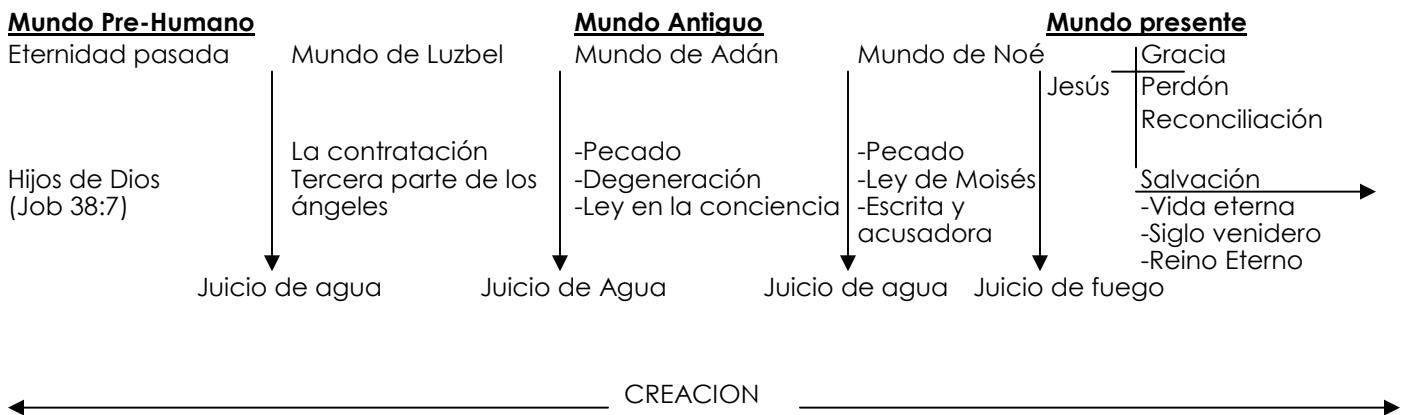 Mundo Pre-Humano Mundo Antiguo Mundo presente
Eternidad pasada Mundo de Luzbel Mundo de Adán Mundo de Noé Gracia
Jesús Perdón
Reconciliación
La contratación -Pecado -Pecado
Hijos de Dios Tercera parte de los -Degeneración -Ley de Moisés Salvación
(Job 38:7) ángeles -Ley en la conciencia -Escrita y -Vida eterna
acusadora -Siglo venidero
-Reino Eterno
Juicio de agua Juicio de Agua Juicio de agua Juicio de fuego
CREACION